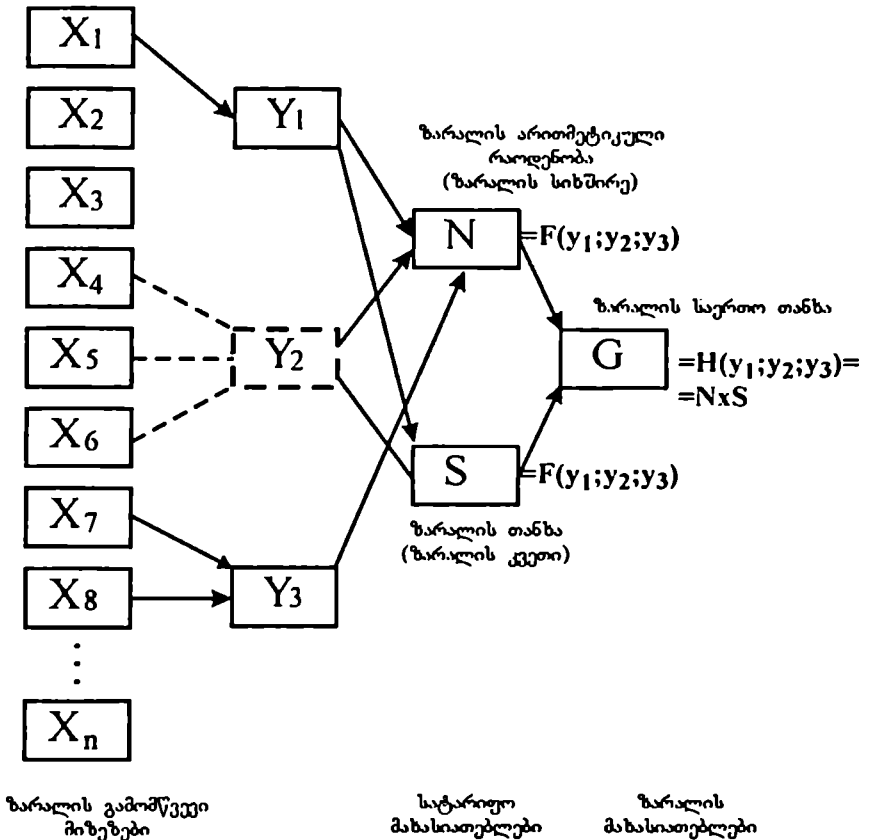 X1
X2
X3
X4
X5
X6
X7
X8
Xn
Y1
Y2
Y3
ზარალის არითმეტიკული
რაოდენობა
(ზარალის სიხშირე)
N
=F(y1;y2;y3)
S
=F(y1;y2;y3)
ზარალის თანხა
(ზარალის კვეთი)
ზარალის საერთო თანხა
G
=H(y1;y2;y3)=
=NxS
ზარალის გამომწვევი
მიზეზები
სატარიფო
მახასიათებლები
ზარალის
მახასიათებლები